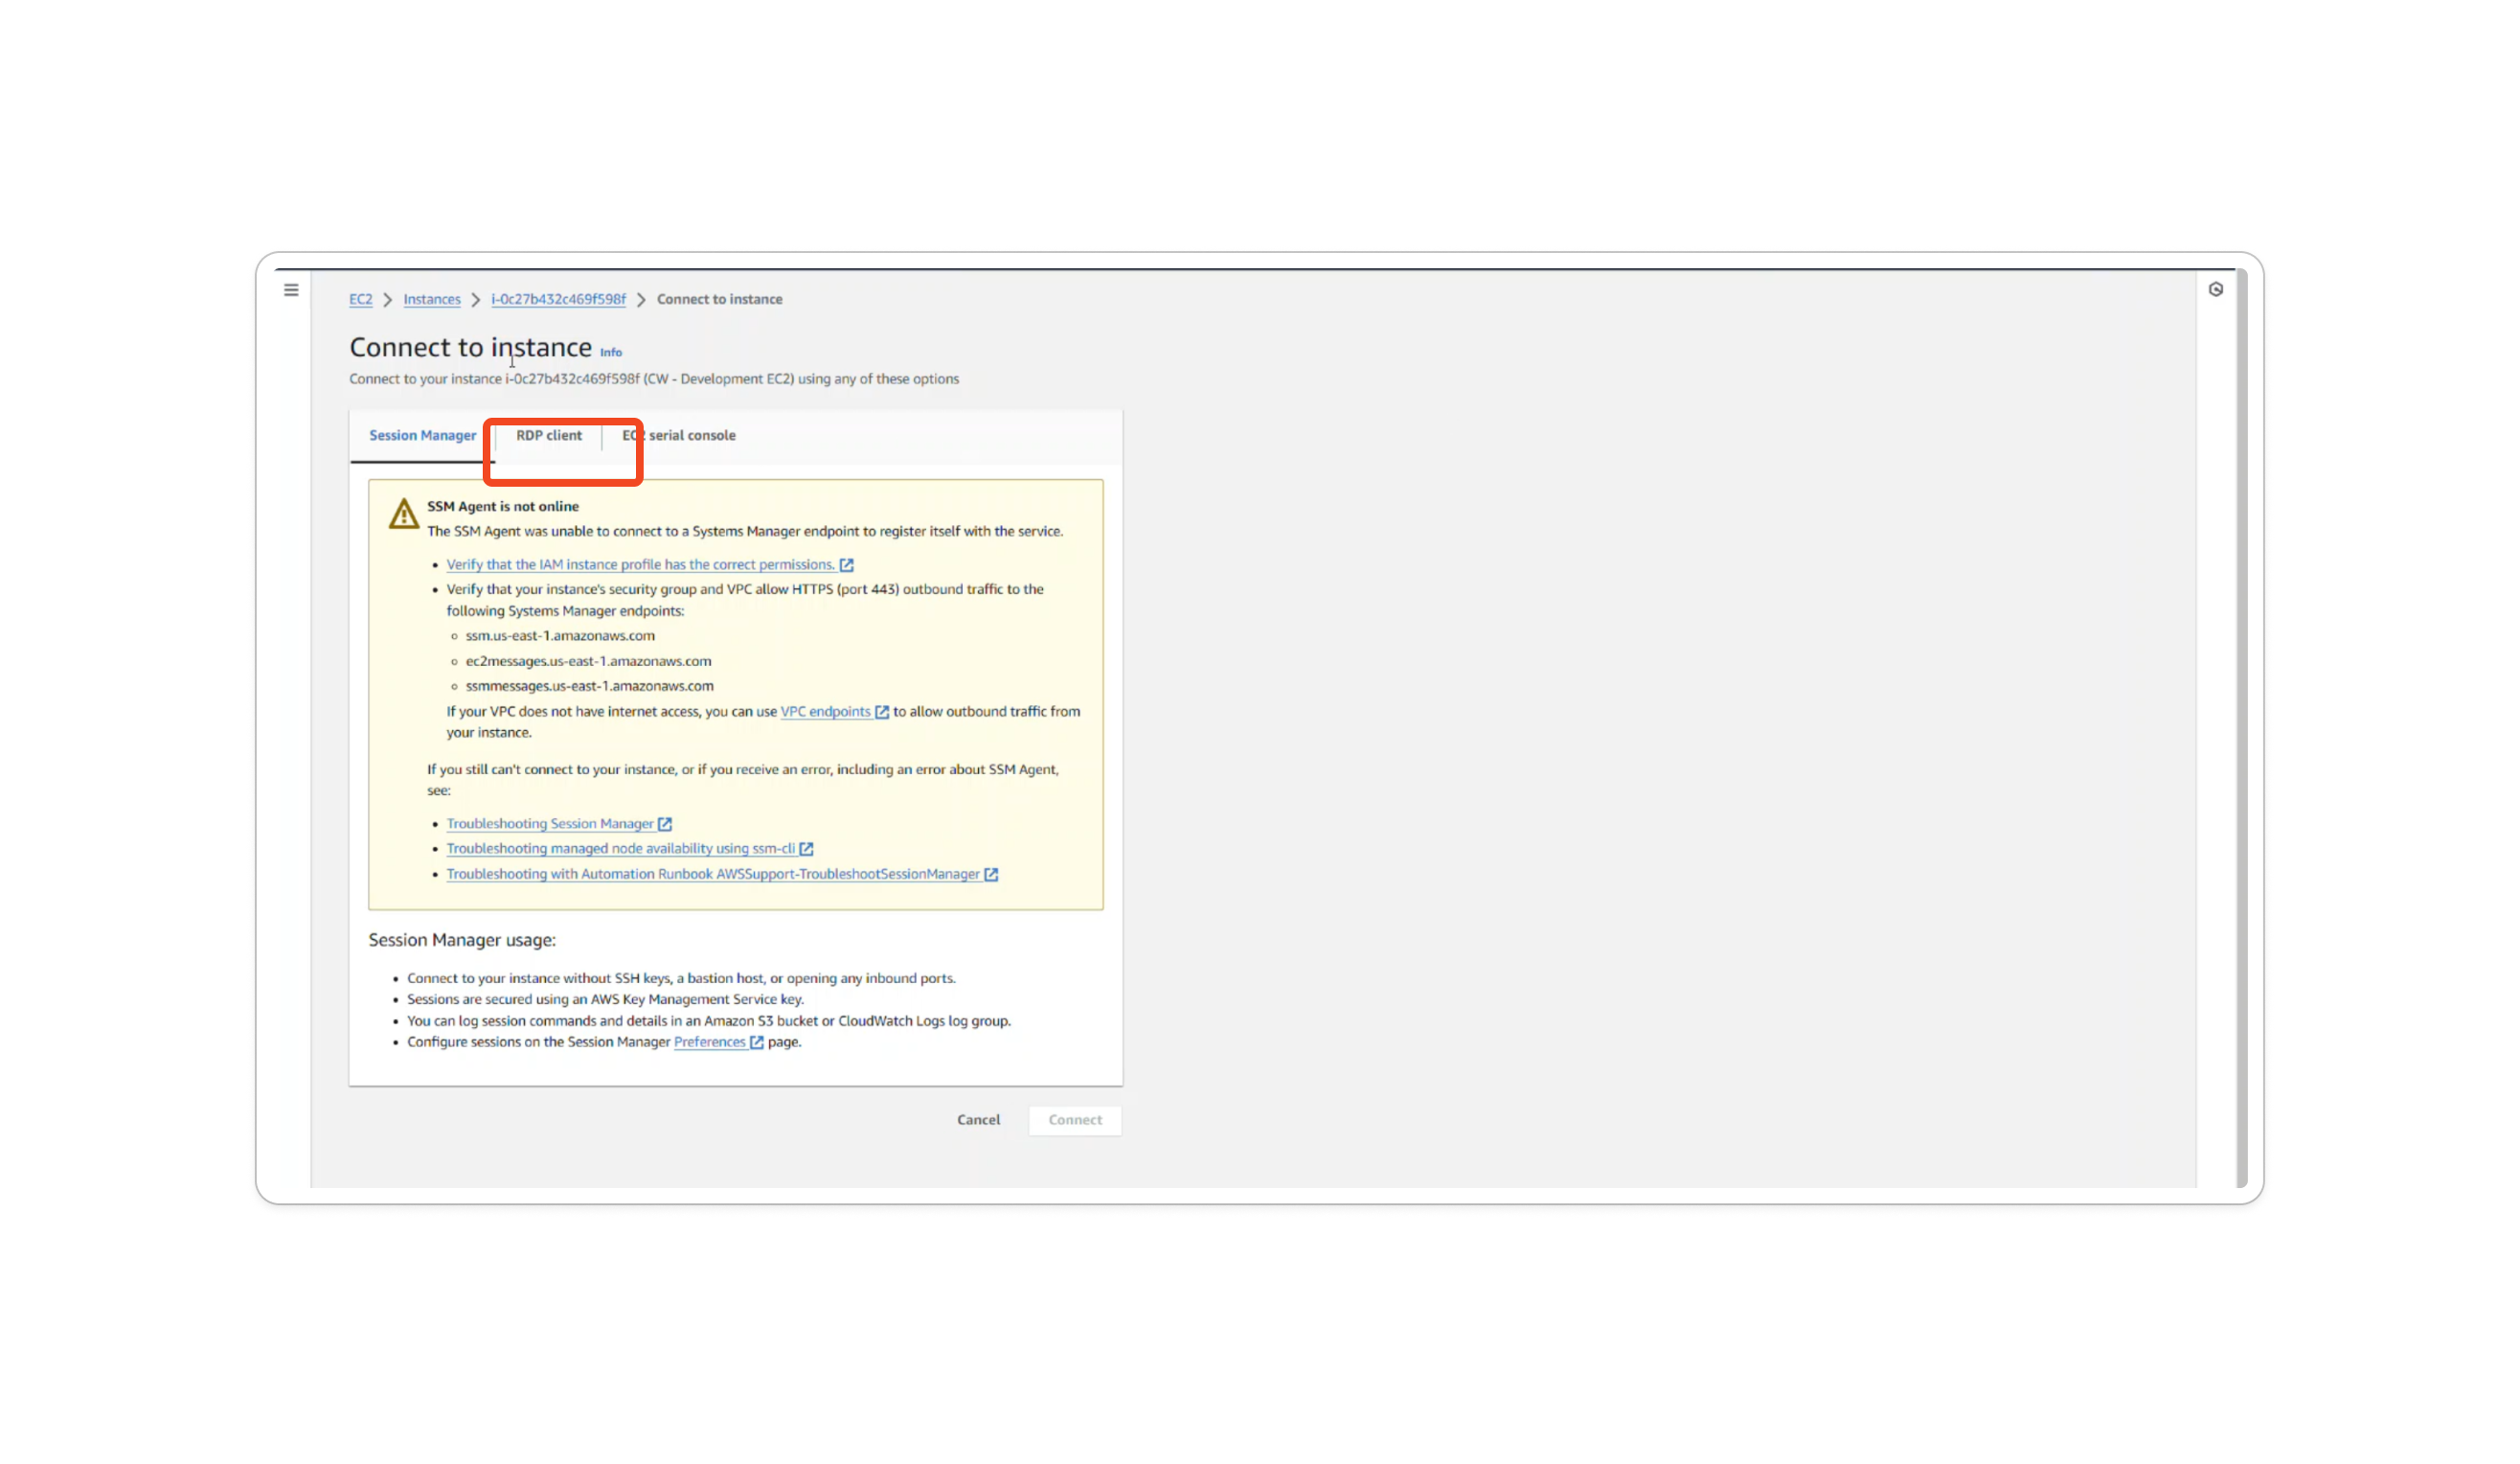 EC2 > Instances > i-0c27b432c469f598f > Connect to instance
Connect to instance Info
Connect to your instance i-0c27b432c469f598f (CW - Development EC2) using any of these options
Session Manager RDP client EC2 serial console
SSM Agent is not online
The SSM Agent was unable to connect to a Systems Manager endpoint to register itself with the service.
• Verify that the IAM instance profile has the correct permissions.
• Verify that your instance's security group and VPC allow HTTPS (port 443) outbound traffic to the
following Systems Manager endpoints:
ssm.us-east-1.amazonaws.com
ec2messages.us-east-1.amazonaws.com
ssmmessages.us-east-1.amazonaws.com
If your VPC does not have internet access, you can use VPC endpoints to allow outbound traffic from
your instance.
If you still can't connect to your instance, or if you receive an error, including an error about SSM Agent,
see:
• Troubleshooting Session Manager
• Troubleshooting managed node availability using ssm-cli
• Troubleshooting with Automation Runbook AWSSupport-TroubleshootSessionManager
Session Manager usage:
• Connect to your instance without SSH keys, a bastion host, or opening any inbound ports.
• Sessions are secured using an AWS Key Management Service key.
• You can log session commands and details in an Amazon S3 bucket or CloudWatch Logs log group.
• Configure sessions on the Session Manager Preferences page.
Cancel Connect